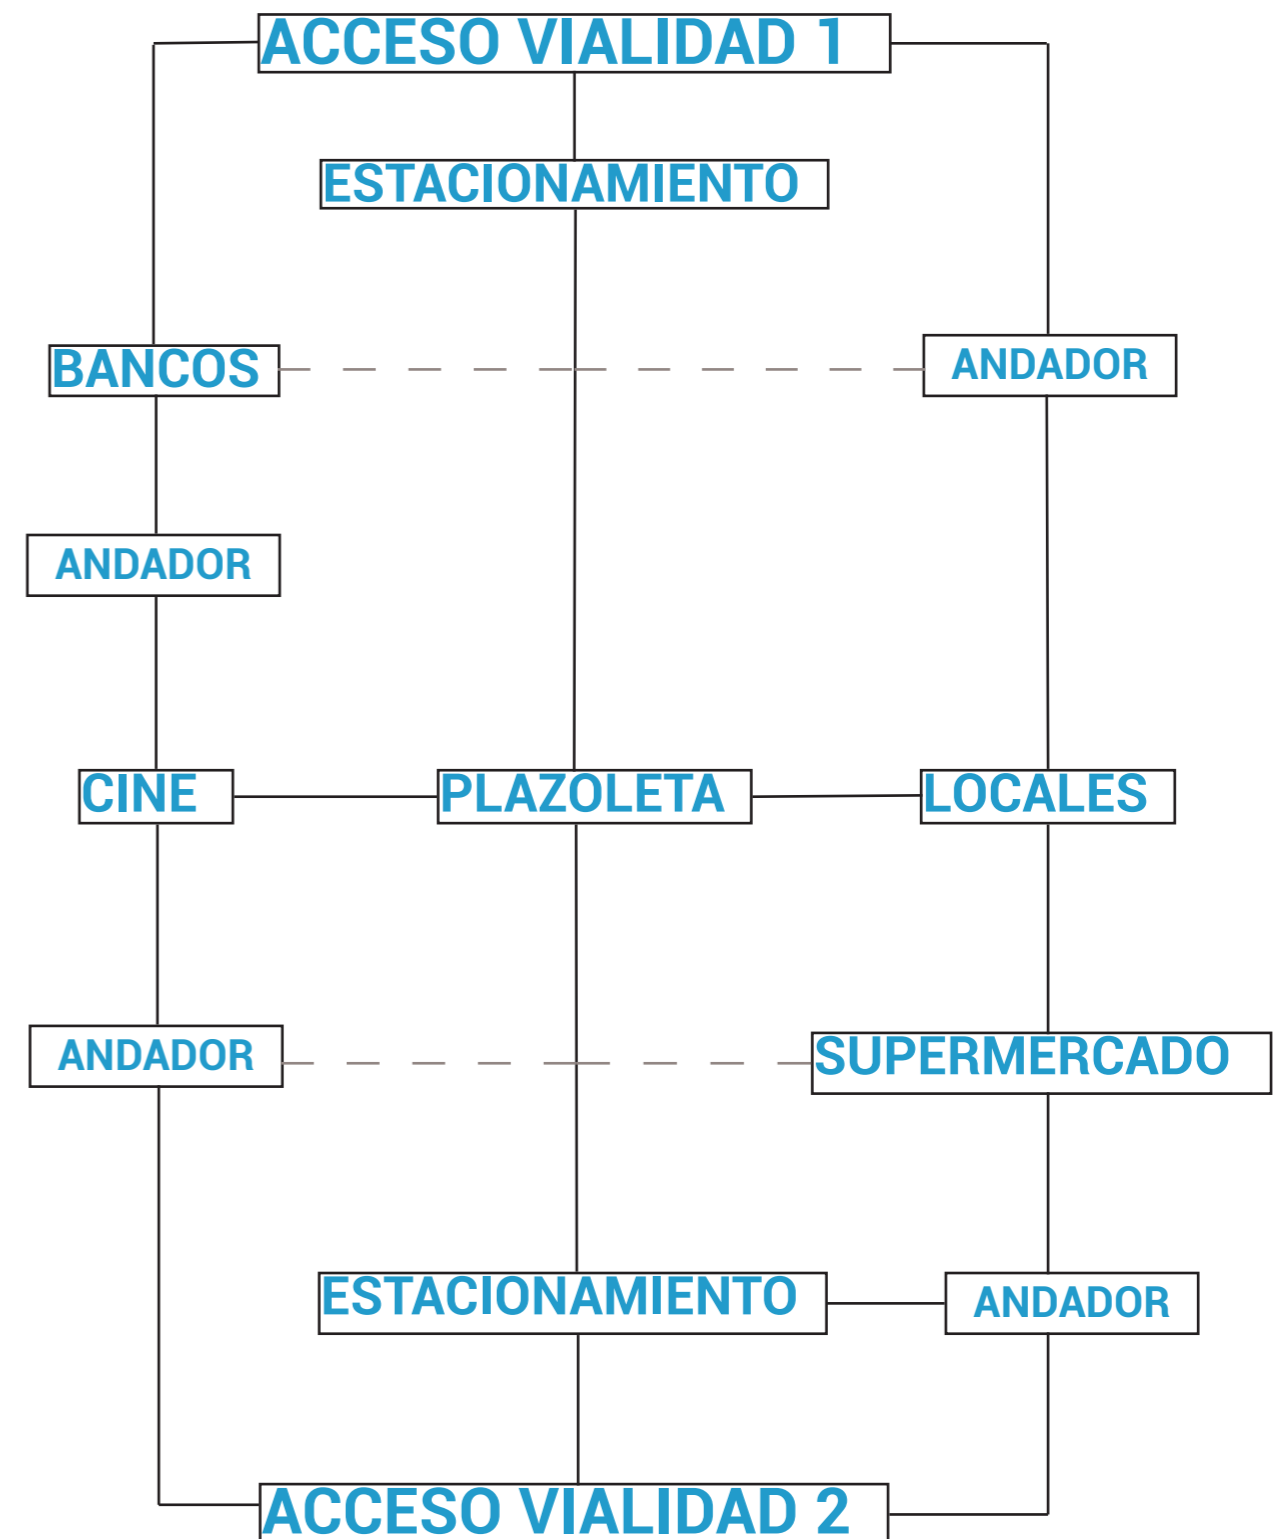 ACCESO VIALIDAD 1
ESTACIONAMIENTO
BANCOS
ANDADOR
ANDADOR
CINE
PLAZOLETA
LOCALES
ANDADOR
SUPERMERCADO
ESTACIONAMIENTO
ANDADOR
ACCESO VIALIDAD 2